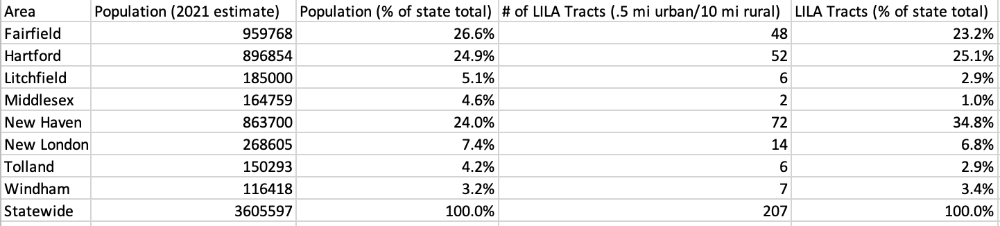 Area Population (2021 estimate) Population (% of state total) # of LILA Tracts (.5 mi urban/10 mi rural) LILA Tracts (% of state total)
Fairfield 959768 26.6% 48 23.2%
Hartford 896854 24.9% 52 25.1%
Litchfield 185000 5.1% 6 2.9%
Middlesex 164759 4.6% 2 1.0%
New Haven 863700 24.0% 72 34.8%
New London 268605 7.4% 14 6.8%
Tolland 150293 4.2% 6 2.9%
Windham 116418 3.2% 7 3.4%
Statewide 3605597 100.0% 207 100.0%